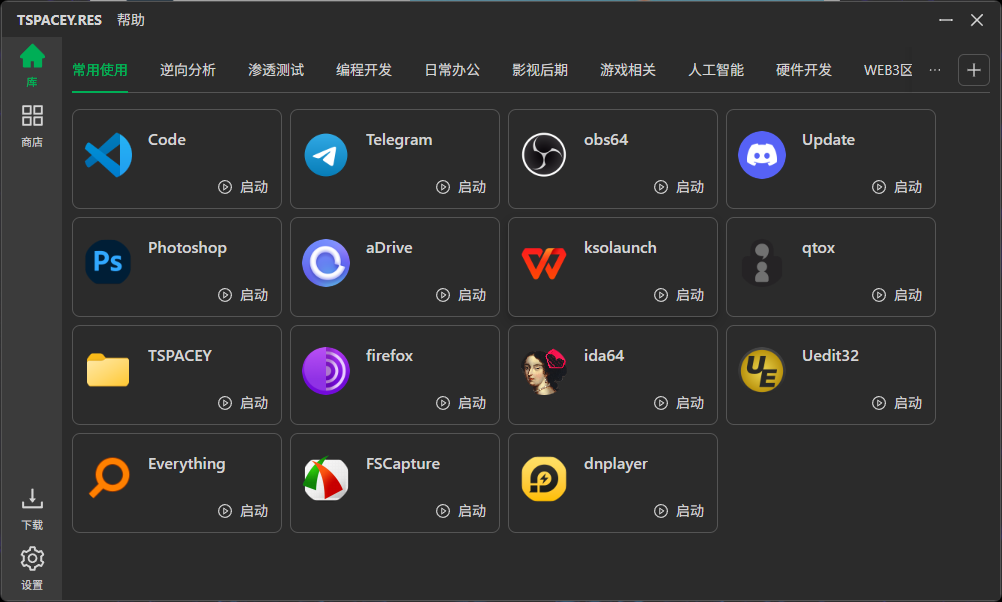 TSPACEY.RES 帮助
库
商店
下载
设置
常用使用 逆向分析 渗透测试 编程开发 日常办公 影视后期 游戏相关 人工智能 硬件开发 WEB3区 ···
Code
启动
Telegram
启动
obs64
启动
Update
启动
Ps
Photoshop
启动
aDrive
启动
ksolaunch
启动
qtox
启动
TSPACEY
启动
firefox
启动
ida64
启动
UE
Uedit32
启动
Everything
启动
FSCapture
启动
dnplayer
启动